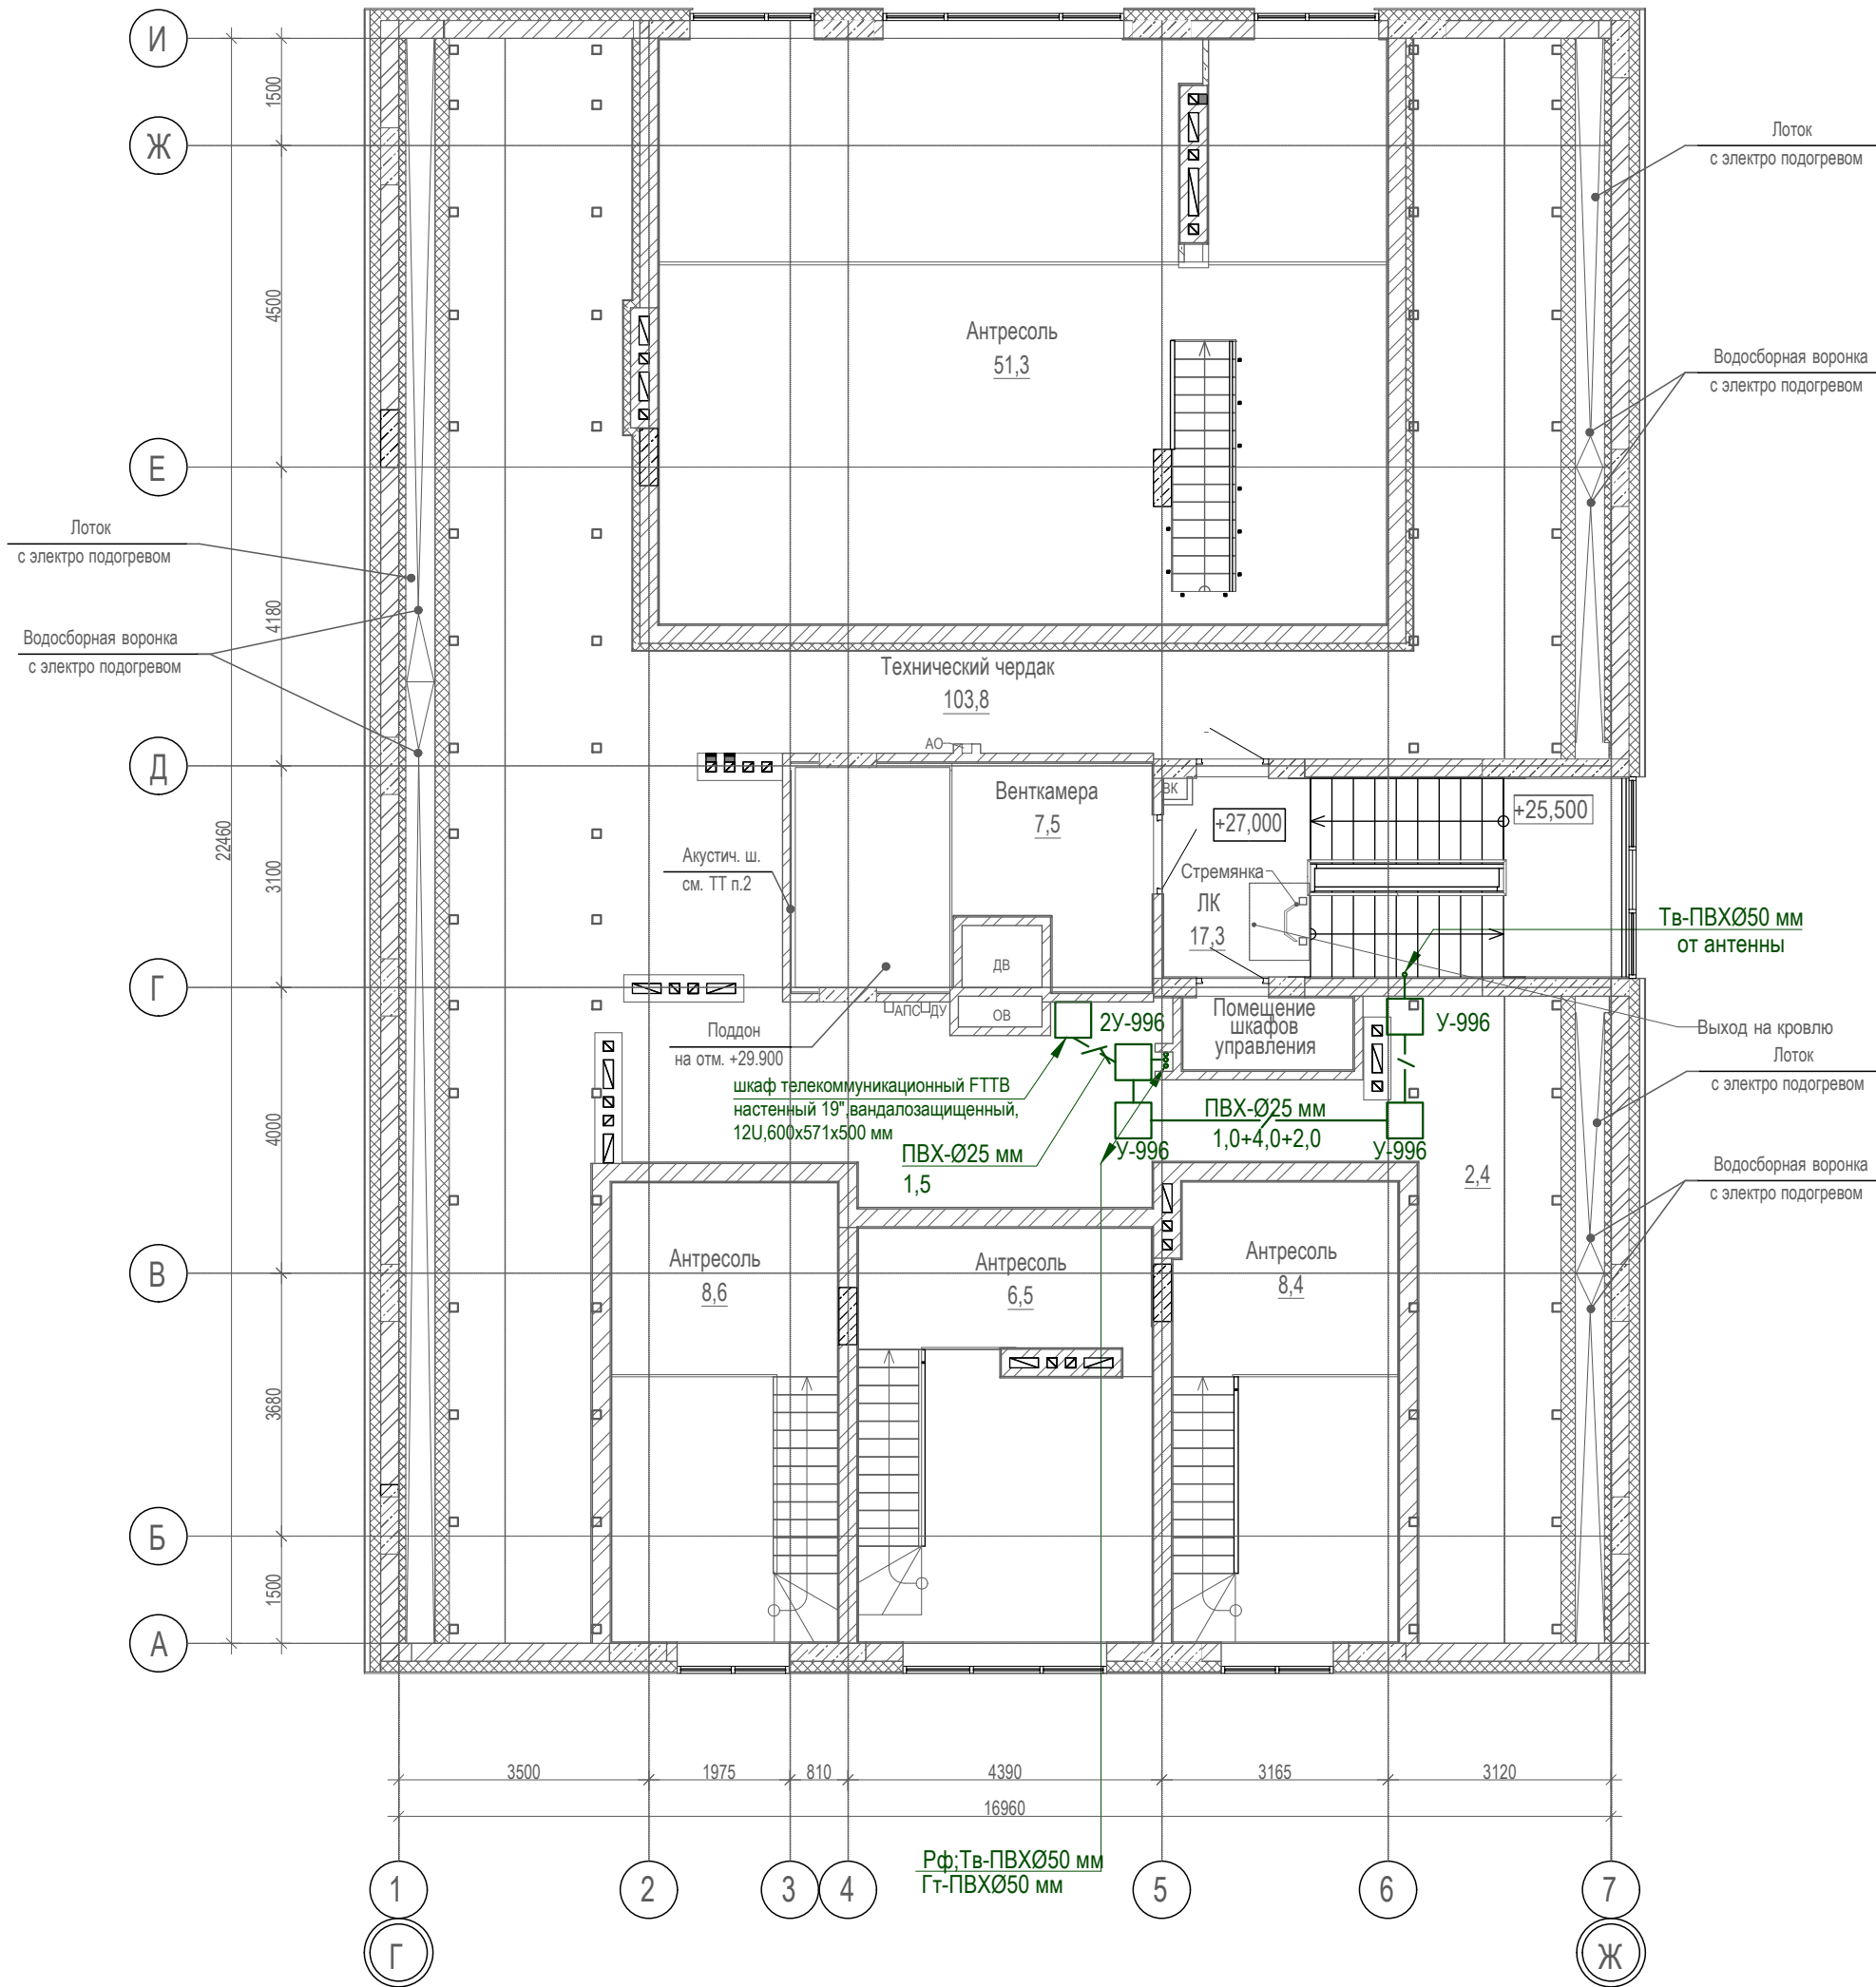 И
Ж
Е
Д
Г
В
Б
А
1500
4500
4180
3100
4000
3680
1500
22460
Лоток
с электро подогревом
Водосборная воронка
с электро подогревом
Лоток
с электро подогревом
Водосборная воронка
с электро подогревом
Антресоль
51,3
Технический чердак
103,8
АО
Венткамера
7,5
ВК
+27,000
+25,500
Акустич. ш.
см. ТТ п.2
Стремянка
ЛК
17,3
Тв-ПВХØ50 мм
от антенны
ДВ
ОВ
АПС
ДУ
Поддон
на отм. +29.900
2У-996
Помещение
шкафов
управления
У-996
Выход на кровлю
Лоток
с электро подогревом
шкаф телекоммуникационный FTTB
настенный 19",вандалозащищенный,
12U,600x571x500 мм
ПВХ-Ø25 мм
1,0+4,0+2,0
У-996
У-996
ПВХ-Ø25 мм
1,5
2,4
Водосборная воронка
с электро подогревом
Антресоль
8,6
Антресоль
6,5
Антресоль
8,4
3500
1975
810
4390
3165
3120
16960
Рф;Тв-ПВХØ50 мм
Гт-ПВХØ50 мм
1
2
3
4
5
6
7
Г
Ж